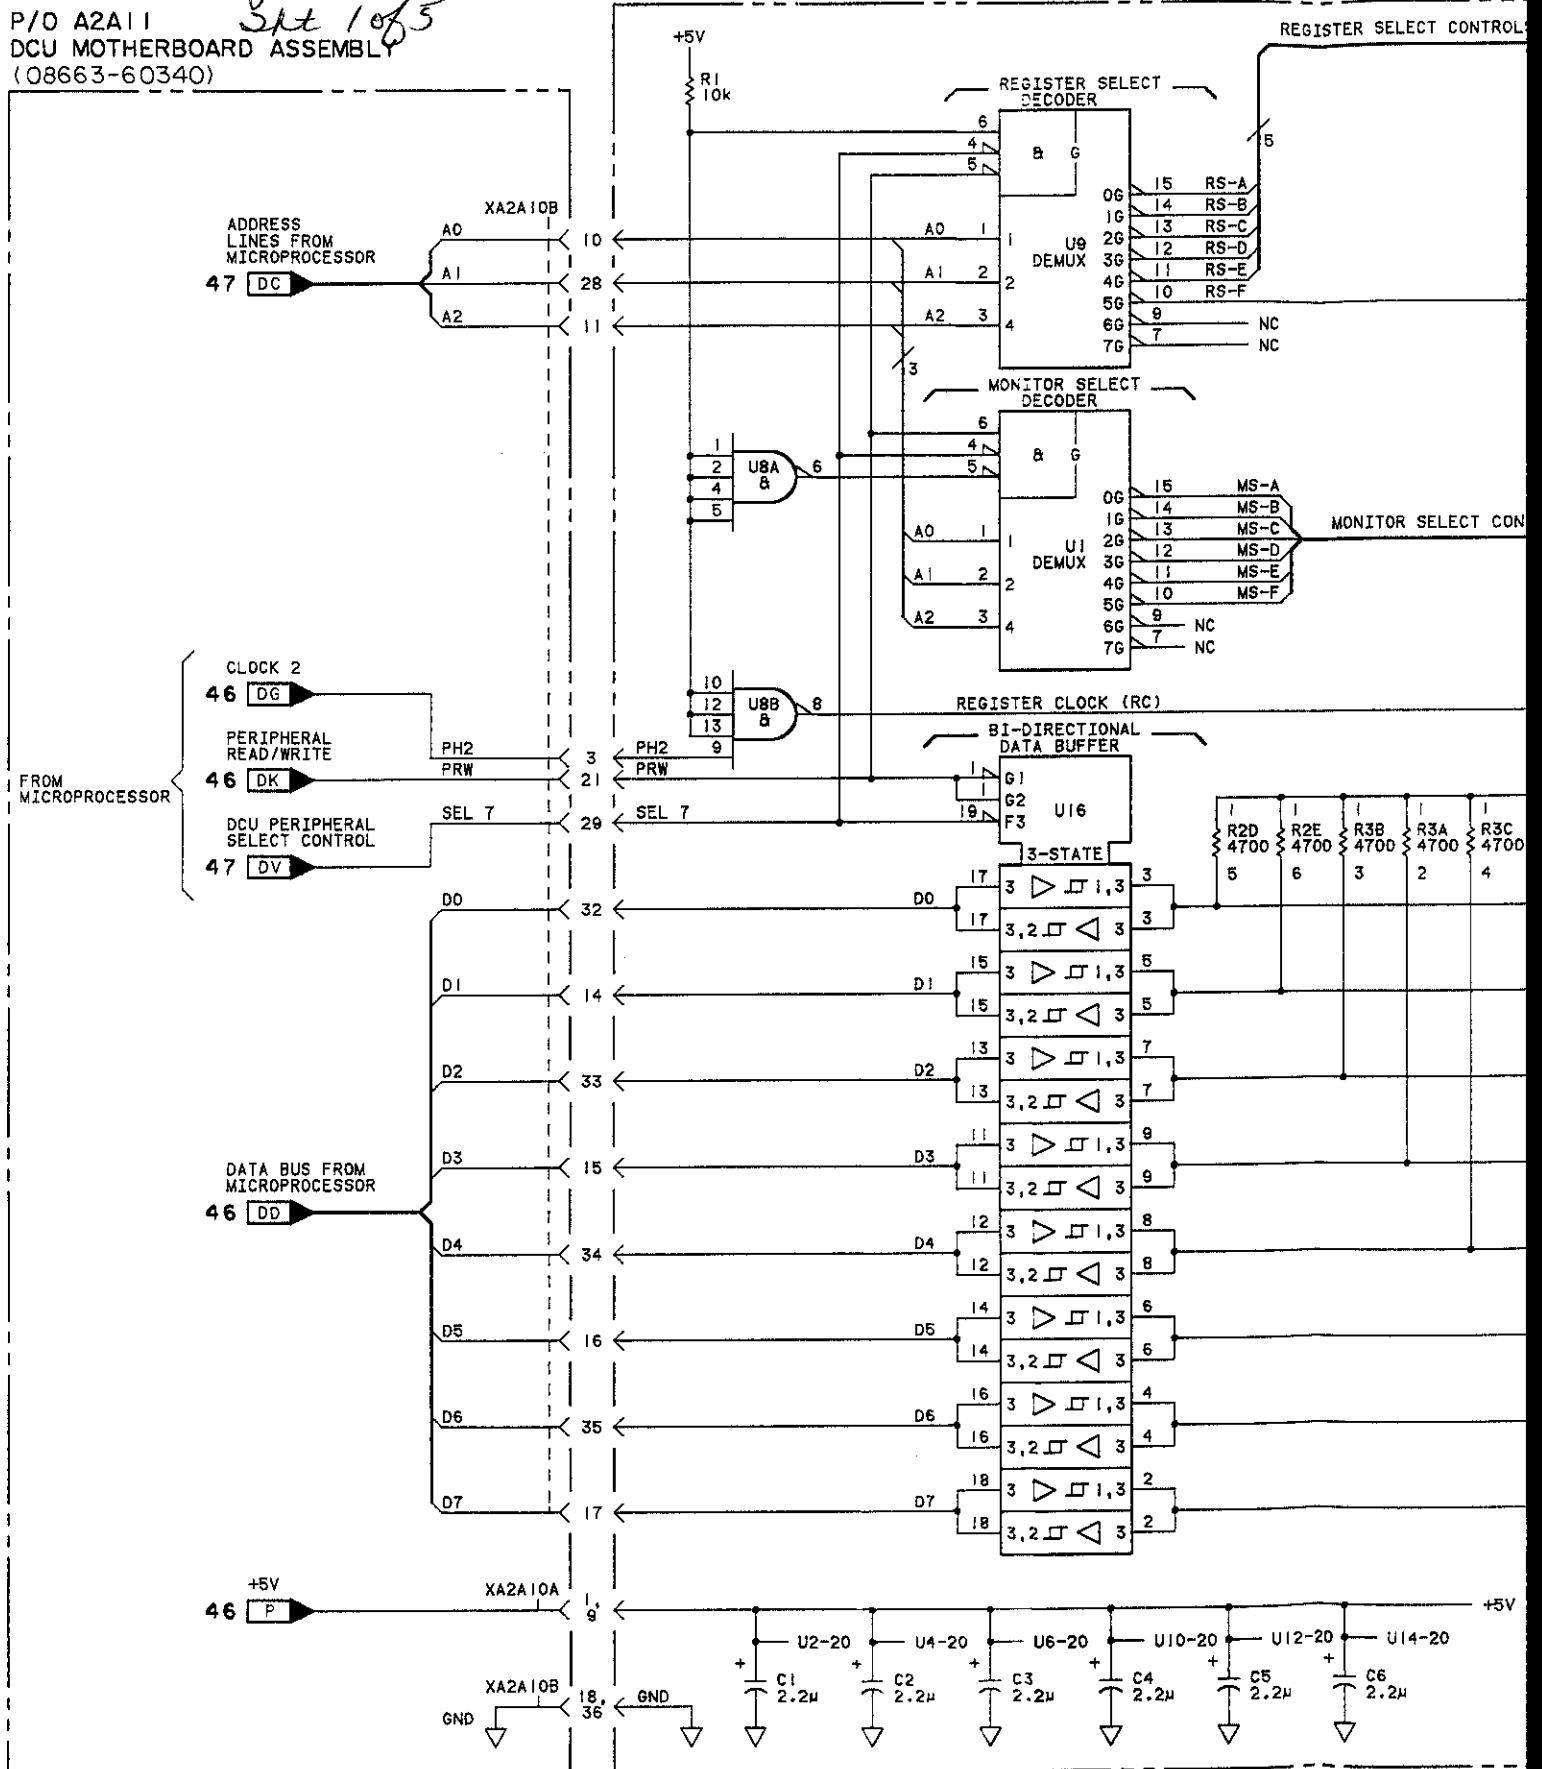 P/O A2A11 Sht 1 of 5
DCU MOTHERBOARD ASSEMBLY
(08663-60340)
+5V
R1
10k
REGISTER SELECT CONTROL
REGISTER SELECT
DECODER
6
4
5
& G
5
0G 15 RS-A
1G 14 RS-B
2G 13 RS-C
3G 12 RS-D
4G 11 RS-E
5G 10 RS-F
6G 9 NC
7G 7 NC
U9
DEMUX
XA2A10B
ADDRESS
LINES FROM
MICROPROCESSOR
47 DC
A0 10 A0 1 1
A1 28 A1 2 2
A2 11 A2 3 4
3
MONITOR SELECT
DECODER
6
4
5
& G
1
2
4
5
U8A
&
6
0G 15 MS-A
1G 14 MS-B
2G 13 MS-C
3G 12 MS-D
4G 11 MS-E
5G 10 MS-F
6G 9 NC
7G 7 NC
MONITOR SELECT CON
A0 1 1
A1 2 2
A2 3 4
U1
DEMUX
FROM
MICROPROCESSOR
CLOCK 2
46 DG
PERIPHERAL
READ/WRITE
46 DK
DCU PERIPHERAL
SELECT CONTROL
47 DV
10
12
13
9
U8B
&
8
REGISTER CLOCK (RC)
PH2 3 PH2
PRW 21 PRW
SEL 7 29 SEL 7
BI-DIRECTIONAL
DATA BUFFER
1 G1
1 G2
19 F3
U16
3-STATE
1 1 1 1 1
R2D R2E R3B R3A R3C
4700 4700 4700 4700 4700
5 6 3 2 4
DATA BUS FROM
MICROPROCESSOR
46 DD
D0 32 D0
17 3 1,3 3
17 3,2 3 3
D1 14 D1
15 3 1,3 5
15 3,2 3 5
D2 33 D2
13 3 1,3 7
13 3,2 3 7
D3 15 D3
11 3 1,3 9
11 3,2 3 9
D4 34 D4
12 3 1,3 8
12 3,2 3 8
D5 16 D5
14 3 1,3 6
14 3,2 3 6
D6 35 D6
16 3 1,3 4
16 3,2 3 4
D7 17 D7
18 3 1,3 2
18 3,2 3 2
+5V
46 P
XA2A10A 1,
9
+5V
U2-20 U4-20 U6-20 U10-20 U12-20 U14-20
+ + + + + +
C1 C2 C3 C4 C5 C6
2.2µ 2.2µ 2.2µ 2.2µ 2.2µ 2.2µ
XA2A10B 18,
36
GND
GND